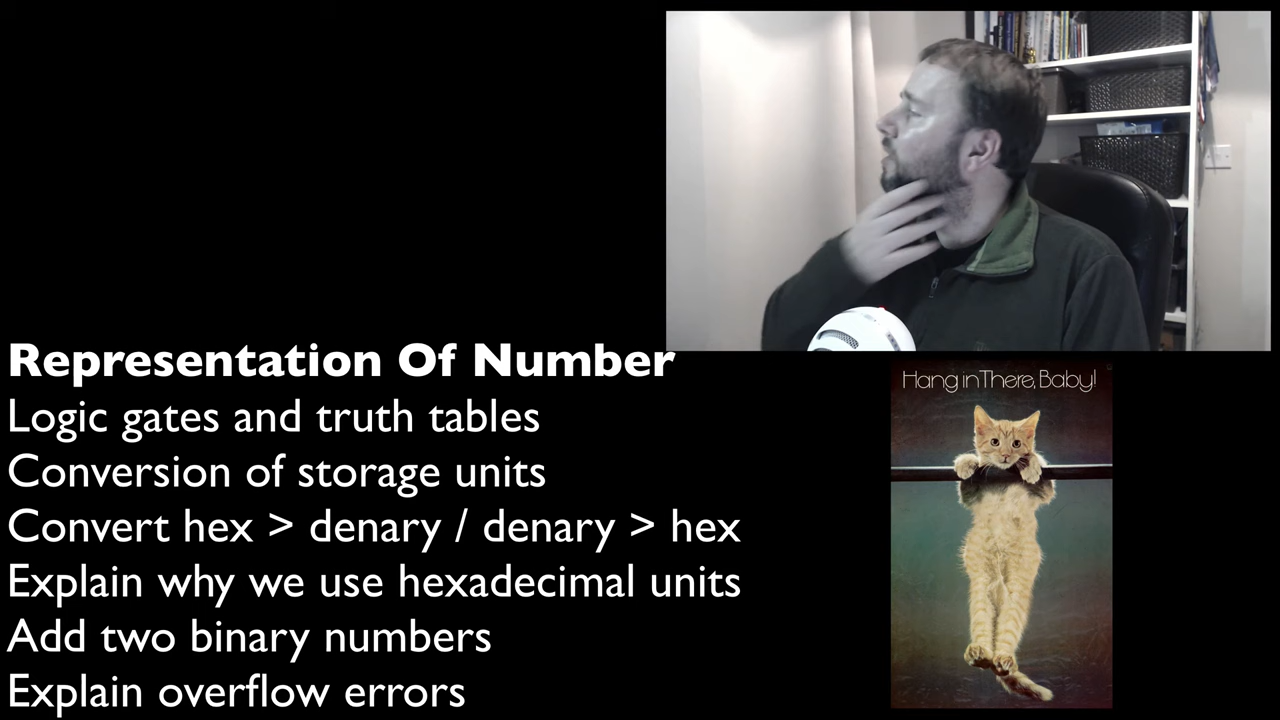 Representation Of Number
Logic gates and truth tables
Conversion of storage units
Convert hex > denary / denary > hex
Explain why we use hexadecimal units
Add two binary numbers
Explain overflow errors
Hang in There, Baby!